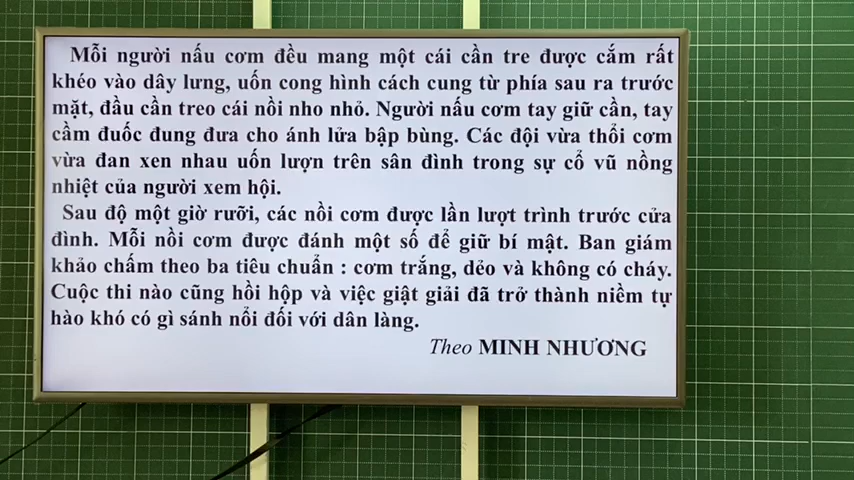 Mỗi người nấu cơm đều mang một cái cần tre được cắm rất
khéo vào dây lưng, uốn cong hình cách cung từ phía sau ra trước
mặt, đầu cần treo cái nồi nho nhỏ. Người nấu cơm tay giữ cần, tay
cầm đuốc đung đưa cho ánh lửa bập bùng. Các đội vừa thổi cơm
vừa đan xen nhau uốn lượn trên sân đình trong sự cổ vũ nồng
nhiệt của người xem hội.
Sau độ một giờ rưỡi, các nồi cơm được lần lượt trình trước cửa
đình. Mỗi nồi cơm được đánh một số để giữ bí mật. Ban giám
khảo chấm theo ba tiêu chuẩn : cơm trắng, dẻo và không có cháy.
Cuộc thi nào cũng hồi hộp và việc giật giải đã trở thành niềm tự
hào khó có gì sánh nổi đối với dân làng.
Theo MINH NHƯƠNG